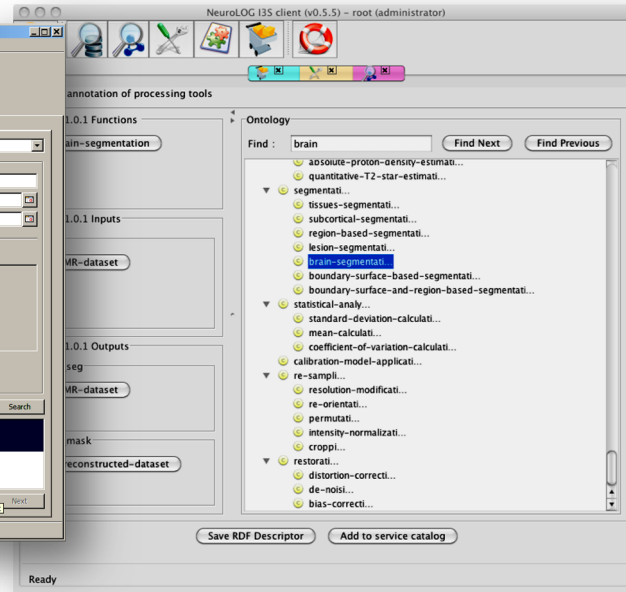 NeuroLOG I3S client (v0.5.5) - root (administrator)
annotation of processing tools
1.0.1 Functions
ain-segmentation)
1.0.1 Inputs
MR-dataset
1.0.1 Outputs
seg
MR-dataset
mask
reconstructed-dataset
Search
Next
Ontology
Find :
brain
Find Next
Find Previous
absolute-proton-density-estimati...
quantitative-T2-star-estimati...
segmentati...
tissues-segmentati...
subcortical-segmentati...
region-based-segmentati...
lesion-segmentati...
brain-segmentati...
boundary-surface-based-segmentati...
boundary-surface-and-region-based-segmentati...
statistical-analy...
standard-deviation-calculati...
mean-calculati...
coefficient-of-variation-calculati...
calibration-model-applicati...
re-sampli...
resolution-modificati...
re-orientati...
permutati...
intensity-normalizati...
croppi...
restorati...
distortion-correcti...
de-noisi...
bias-correcti...
Save RDF Descriptor
Add to service catalog
Ready